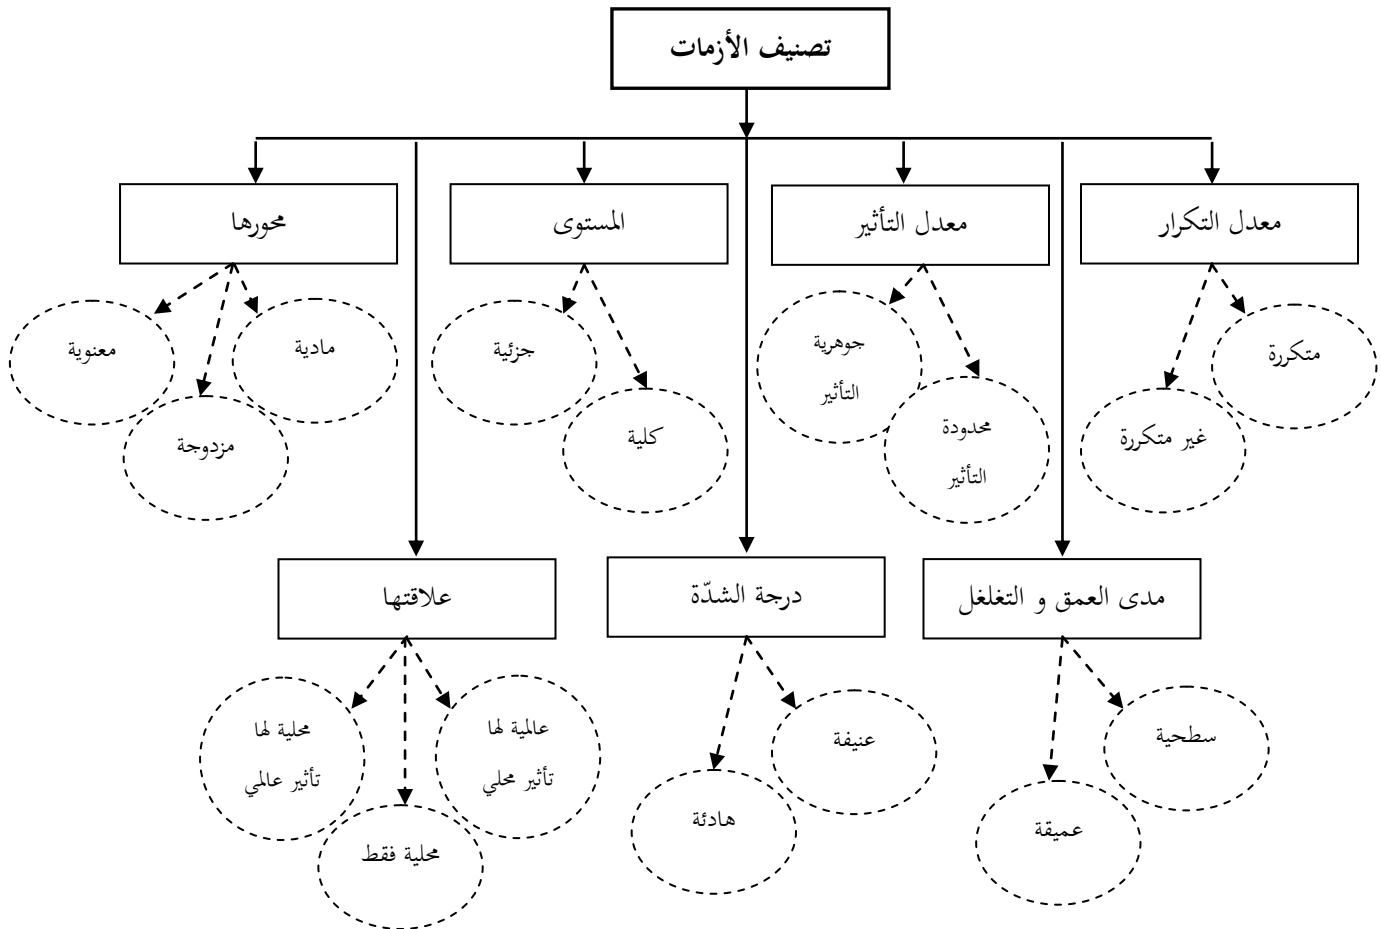 تصنيف الأزمات
معدل التكرار
معدل التأثير
المستوى
محورها
متكررة
غير متكررة
جوهرية
التأثير
محدودة
التأثير
جزئية
كلية
مادية
مزدوجة
معنوية
مدى العمق و التغلغل
درجة الشدّة
علاقتها
سطحية
عميقة
عنيفة
هادئة
عالمية لها
تأثير محلي
محلية فقط
محلية لها
تأثير عالمي